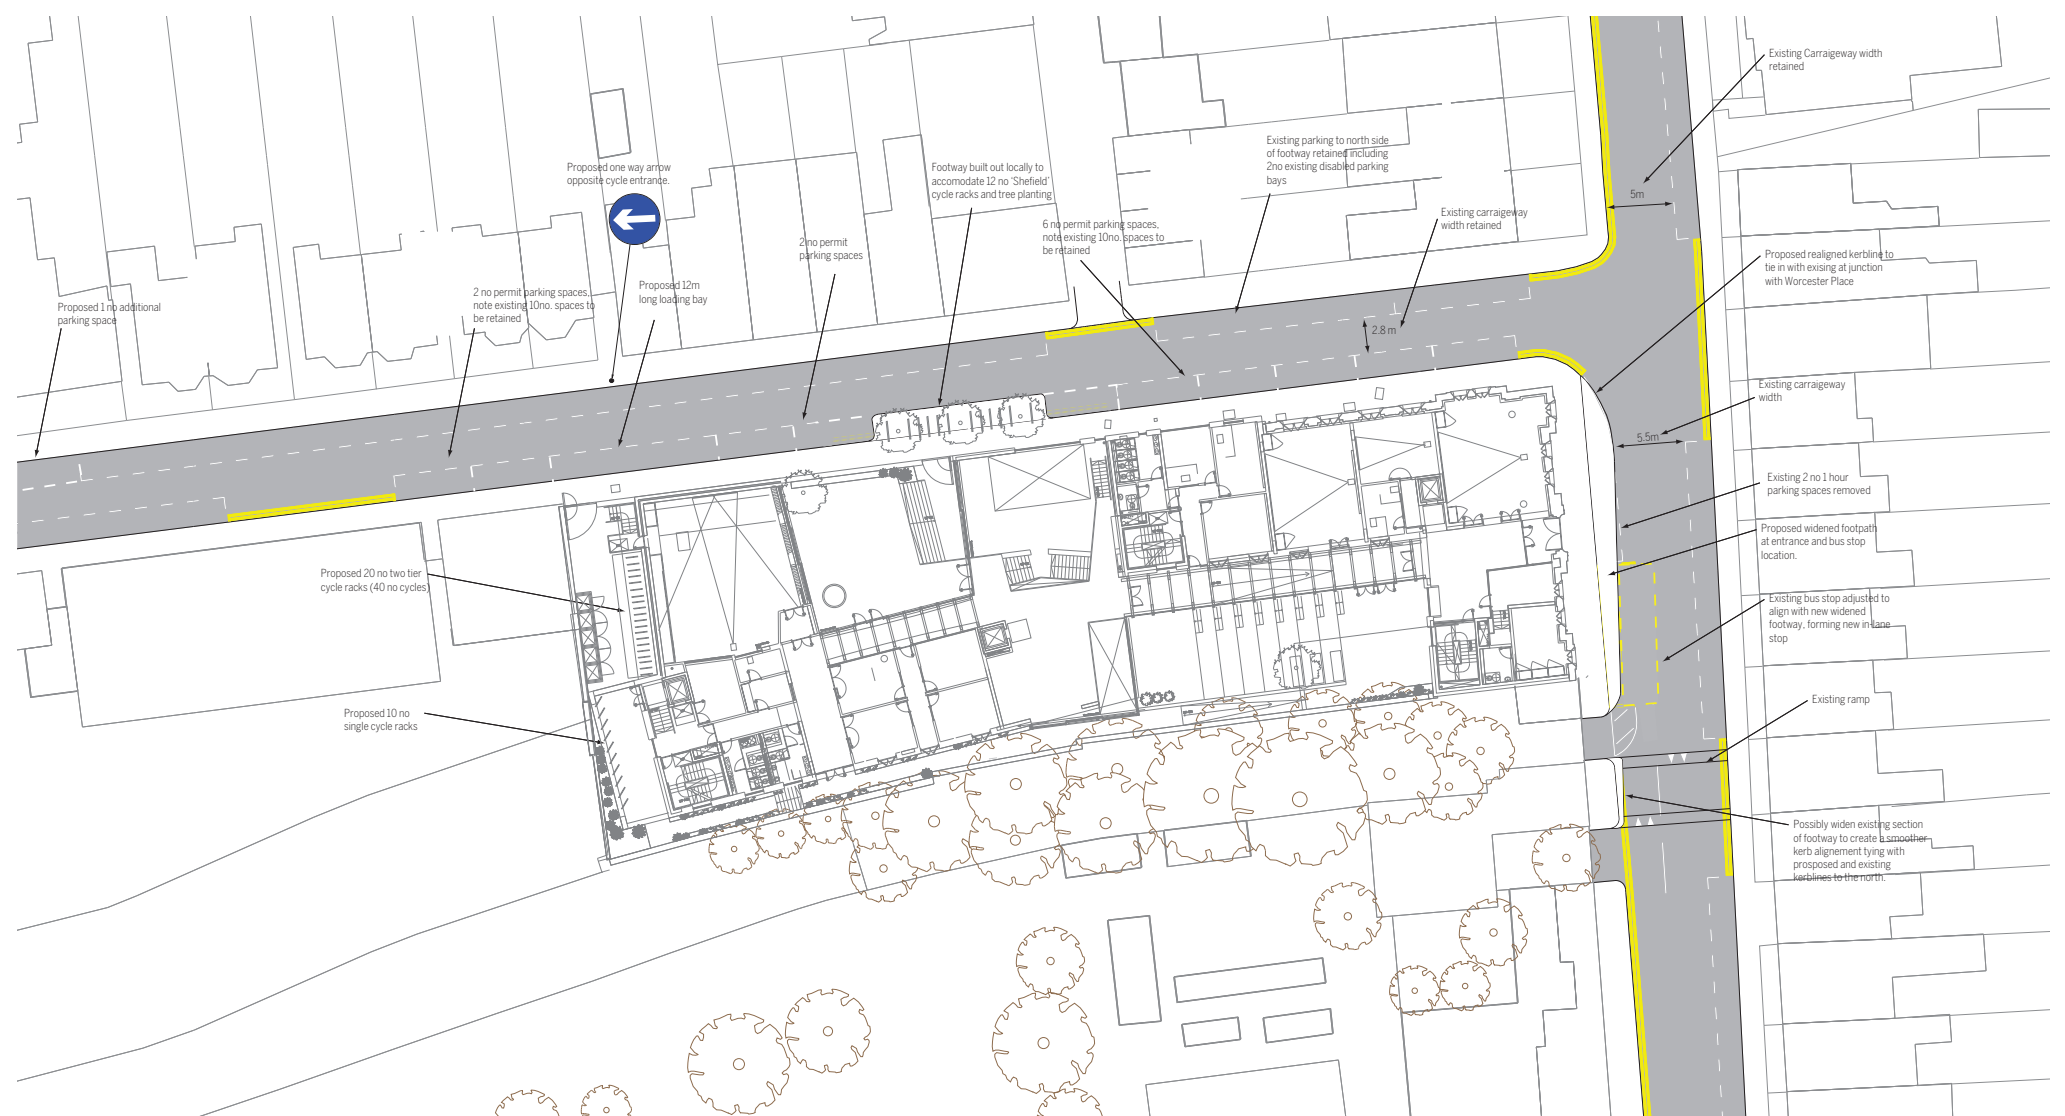 Existing Carraigeway width
retained
5m
Existing parking to north side
of footway retained including
2no existing disabled parking
bays
Footway built out locally to
accomodate 12 no 'Shefield'
cycle racks and tree planting
Proposed one way arrow
opposite cycle entrance.
Existing carraigeway
width retained
6 no permit parking spaces,
note existing 10no. spaces to
be retained
2 no permit
parking spaces
Proposed realigned kerbline to
tie in with exising at junction
with Worcester Place
Proposed 12m
long loading bay
2 no permit parking spaces,
note existing 10no. spaces to
be retained
Proposed 1 no additional
parking space
2.8 m
Existing carraigeway
width
5.5m
Existing 2 no 1 hour
parking spaces removed
Proposed widened footpath
at entrance and bus stop
location.
Proposed 20 no two tier
cycle racks (40 no cycles)
Existing bus stop adjusted to
align with new widened
footway, forming new in-lane
stop
Existing ramp
Proposed 10 no
single cycle racks
Possibly widen existing section
of footway to create a smoother
kerb alignement tying with
prosposed and existing
kerblines to the north.